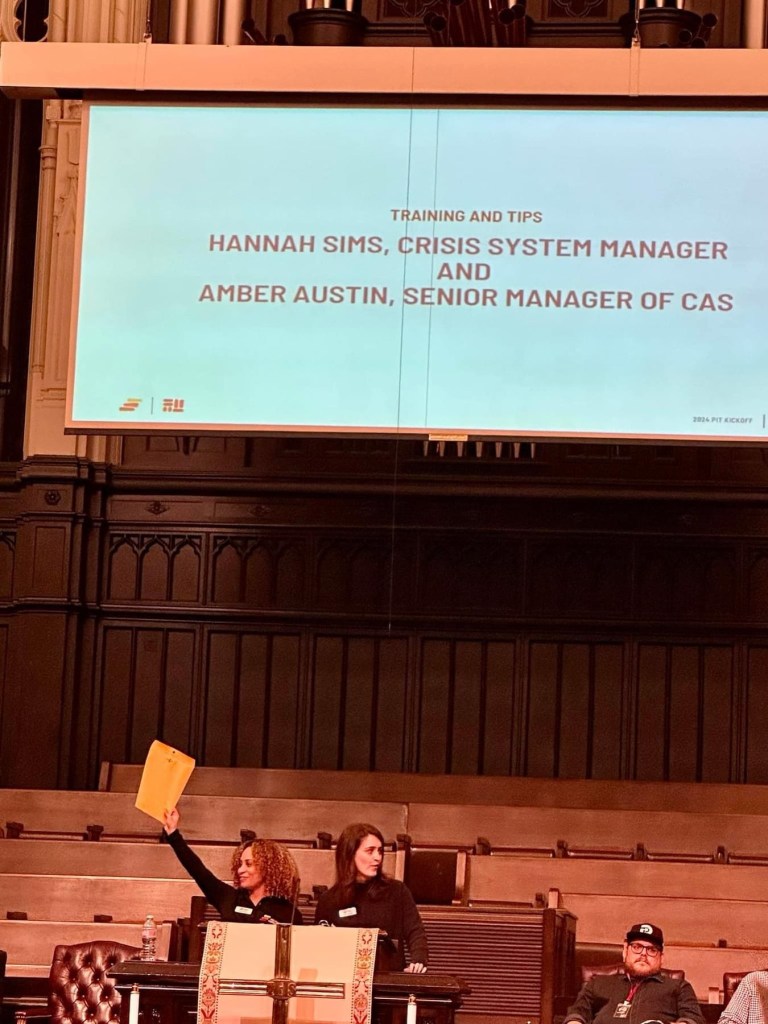 TRAINING AND TIPS
HANNAH SIMS, CRISIS SYSTEM MANAGER
AND
AMBER AUSTIN, SENIOR MANAGER OF CAS
2024 PIT KICKOFF